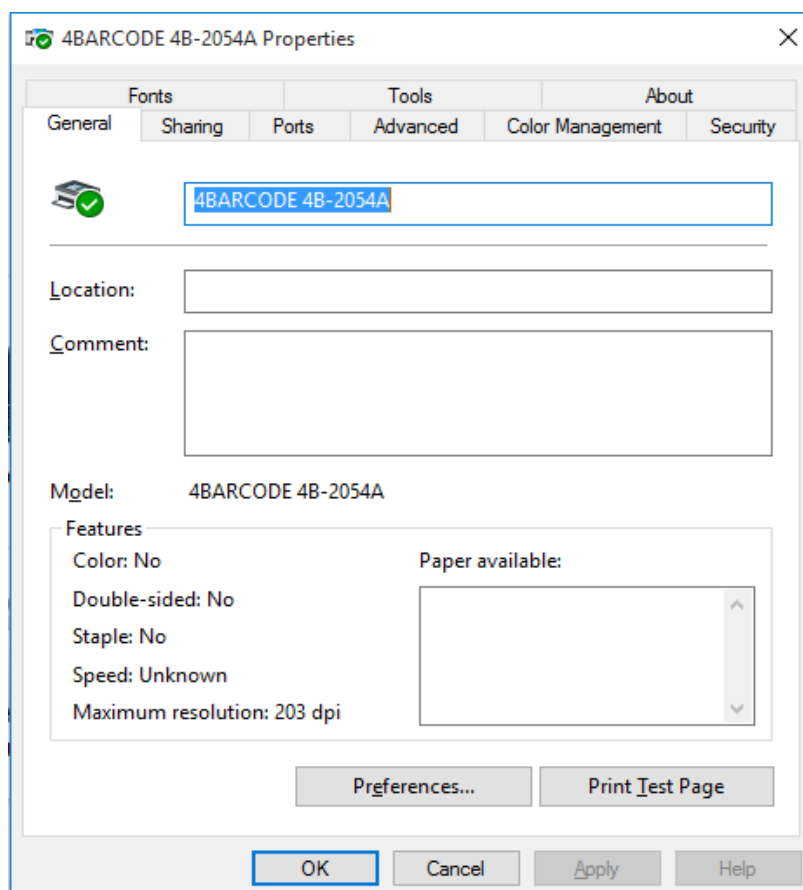 4BARCODE 4B-2054A Properties
Fonts Tools About
General Sharing Ports Advanced Color Management Security
4BARCODE 4B-2054A
Location:
Comment:
Model: 4BARCODE 4B-2054A
Features
Color: No Paper available:
Double-sided: No
Staple: No
Speed: Unknown
Maximum resolution: 203 dpi
Preferences... Print Test Page
OK Cancel Apply Help